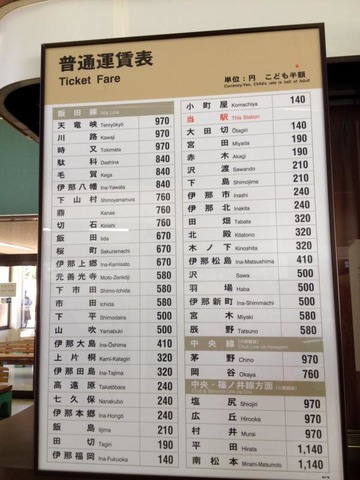 普通運賃表
Ticket Fare
単位：円 こども半額
Currency/Yen, Child's rate is half of Adult
飯田線 Iida Line
天竜峡 Tenryūkyō 970
川路 Kawaji 970
時又 Tokimata 970
駄科 Dashina 840
毛賀 Kega 840
伊那八幡 Ina-Yawata 840
下山村 Shimoyamamura 760
鼎 Kanae 760
切石 Kiriishi 760
飯田 Iida 670
桜町 Sakuramachi 670
伊那上郷 Ina-Kamisato 670
元善光寺 Moto-Zenkōji 580
下市田 Shimo-Ichida 580
市田 Ichida 580
下平 Shimodaira 500
山吹 Yamabuki 500
伊那大島 Ina-Ōshima 410
上片桐 Kami-Katagiri 320
伊那田島 Ina-Tajima 320
高遠原 Takatōbara 240
七久保 Nanakubo 240
伊那本郷 Ina-Hongō 240
飯島 Iijima 210
田切 Tagiri 190
伊那福岡 Ina-Fukuoka 140
小町屋 Komachiya 140
当駅 This Station
大田切 Ōtagiri 140
宮田 Miyada 190
赤木 Akagi 190
沢渡 Sawando 210
下島 Shimojima 210
伊那市 Inashi 240
伊那北 Inakita 240
田畑 Tabata 320
北殿 Kitatono 320
木ノ下 Kinoshita 320
伊那松島 Ina-Matsushima 410
沢 Sawa 500
羽場 Haba 500
伊那新町 Ina-Shimmachi 500
宮木 Miyaki 580
辰野 Tatsuno 580
中央線
茅野 Chino 970
岡谷 Okaya 760
中央・篠ノ井線方面
塩尻 Shiojiri 970
広丘 Hirooka 970
村井 Murai 970
平田 Hirata 1,140
南松本 Minami-Matsumoto 1,140